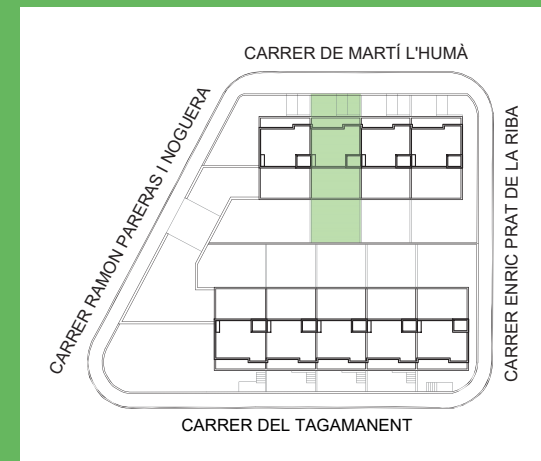 CARRER DE MARTÍ L'HUMÀ
CARRER RAMON PARERAS I NOGUERA
CARRER ENRIC PRAT DE LA RIBA
CARRER DEL TAGAMANENT